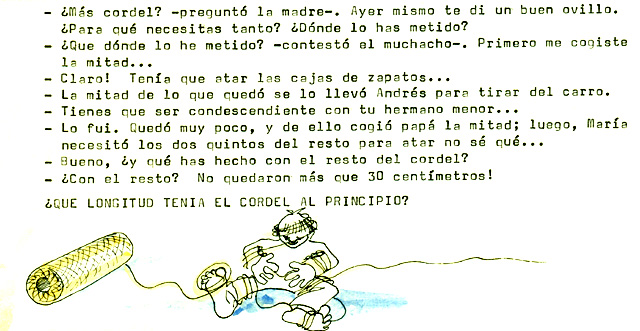 - ¿Más cordel? -preguntó la madre-. Ayer mismo te di un buen ovillo.
¿Para qué necesitas tanto? ¿Dónde lo has metido?
- ¿Que dónde lo he metido? -contestó el muchacho-. Primero me cogiste
la mitad...
- Claro! Tenía que atar las cajas de zapatos...
- La mitad de lo que quedó se lo llevó Andrés para tirar del carro.
- Tienes que ser condescendiente con tu hermano menor...
- Lo fui. Quedó muy poco, y de ello cogió papá la mitad; luego, María
necesitó los dos quintos del resto para atar no sé qué...
- Bueno, ¿y qué has hecho con el resto del cordel?
- ¿Con el resto? No quedaron más que 30 centímetros!
¿QUE LONGITUD TENIA EL CORDEL AL PRINCIPIO?